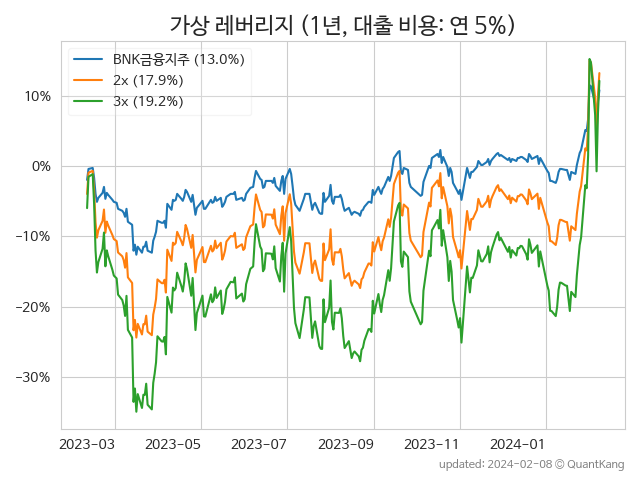 가상 레버리지 (1년, 대출 비용: 연 5%)
BNK금융지주 (13.0%)
2x (17.9%)
3x (19.2%)
10%
0%
−10%
−20%
−30%
2023-03 2023-05 2023-07 2023-09 2023-11 2024-01
updated: 2024-02-08 ⓒ QuantKang